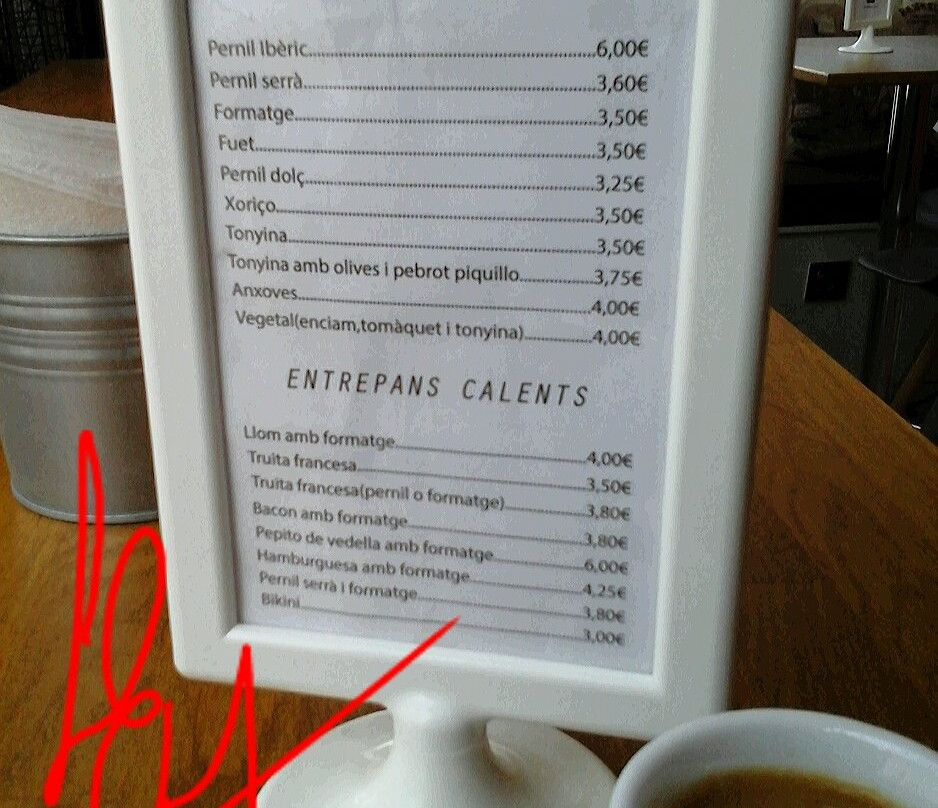 Pernil Ibèric..............6,00€
Pernil serrà..............3,60€
Formatge..............3,50€
Fuet..............3,50€
Pernil dolç..............3,25€
Xoriço..............3,50€
Tonyina..............3,50€
Tonyina amb olives i pebrot piquillo..............3,75€
Anxoves..............4,00€
Vegetal(enciam,tomàquet i tonyina)..............4,00€
ENTREPANS CALENTS
Llom amb formatge..............4,00€
Truita francesa..............3,50€
Truita francesa(pernil o formatge)..............3,80€
Bacon amb formatge..............3,80€
Pepito de vedella amb formatge..............6,00€
Hamburguesa amb formatge..............4,25€
Pernil serrà i formatge..............3,80€
Bikini..............3,00€